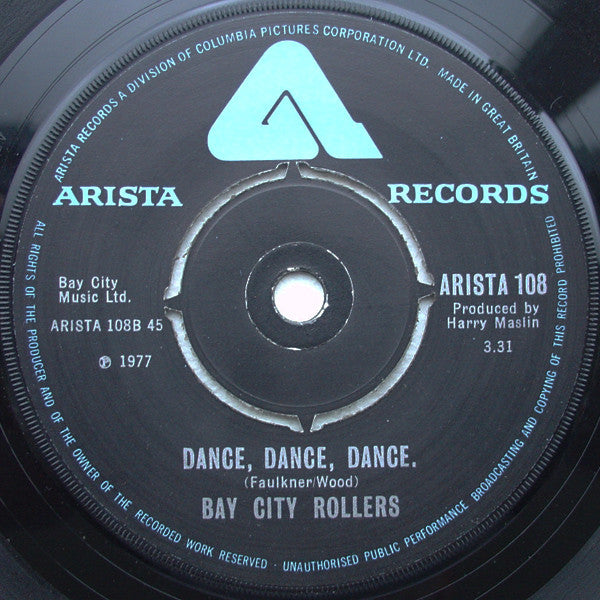 ARISTA RECORDS A DIVISION OF COLUMBIA PICTURES CORPORATION LTD. MADE IN GREAT BRITAIN
ARISTA RECORDS
Bay City
Music Ltd.
ARISTA 108B 45
Ⓟ 1977
ARISTA 108
Produced by
Harry Maslin
3.31
DANCE, DANCE, DANCE.
(Faulkner/Wood)
BAY CITY ROLLERS
ALL RIGHTS OF THE PRODUCER AND OF THE OWNER OF THE RECORDED WORK RESERVED · UNAUTHORISED PUBLIC PERFORMANCE BROADCASTING AND COPYING OF THIS RECORD PROHIBITED